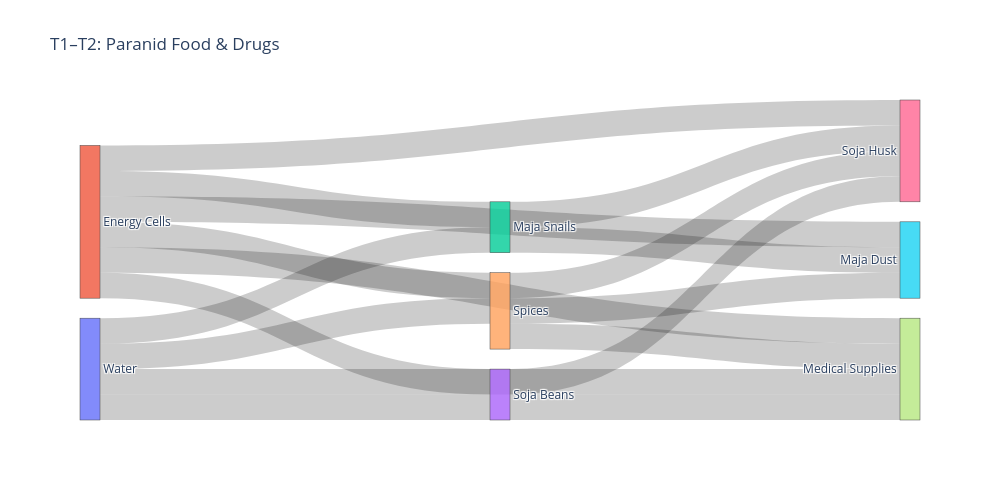 T1–T2: Paranid Food & Drugs
Soja Husk
Energy Cells
Maja Snails
Maja Dust
Spices
Water
Medical Supplies
Soja Beans